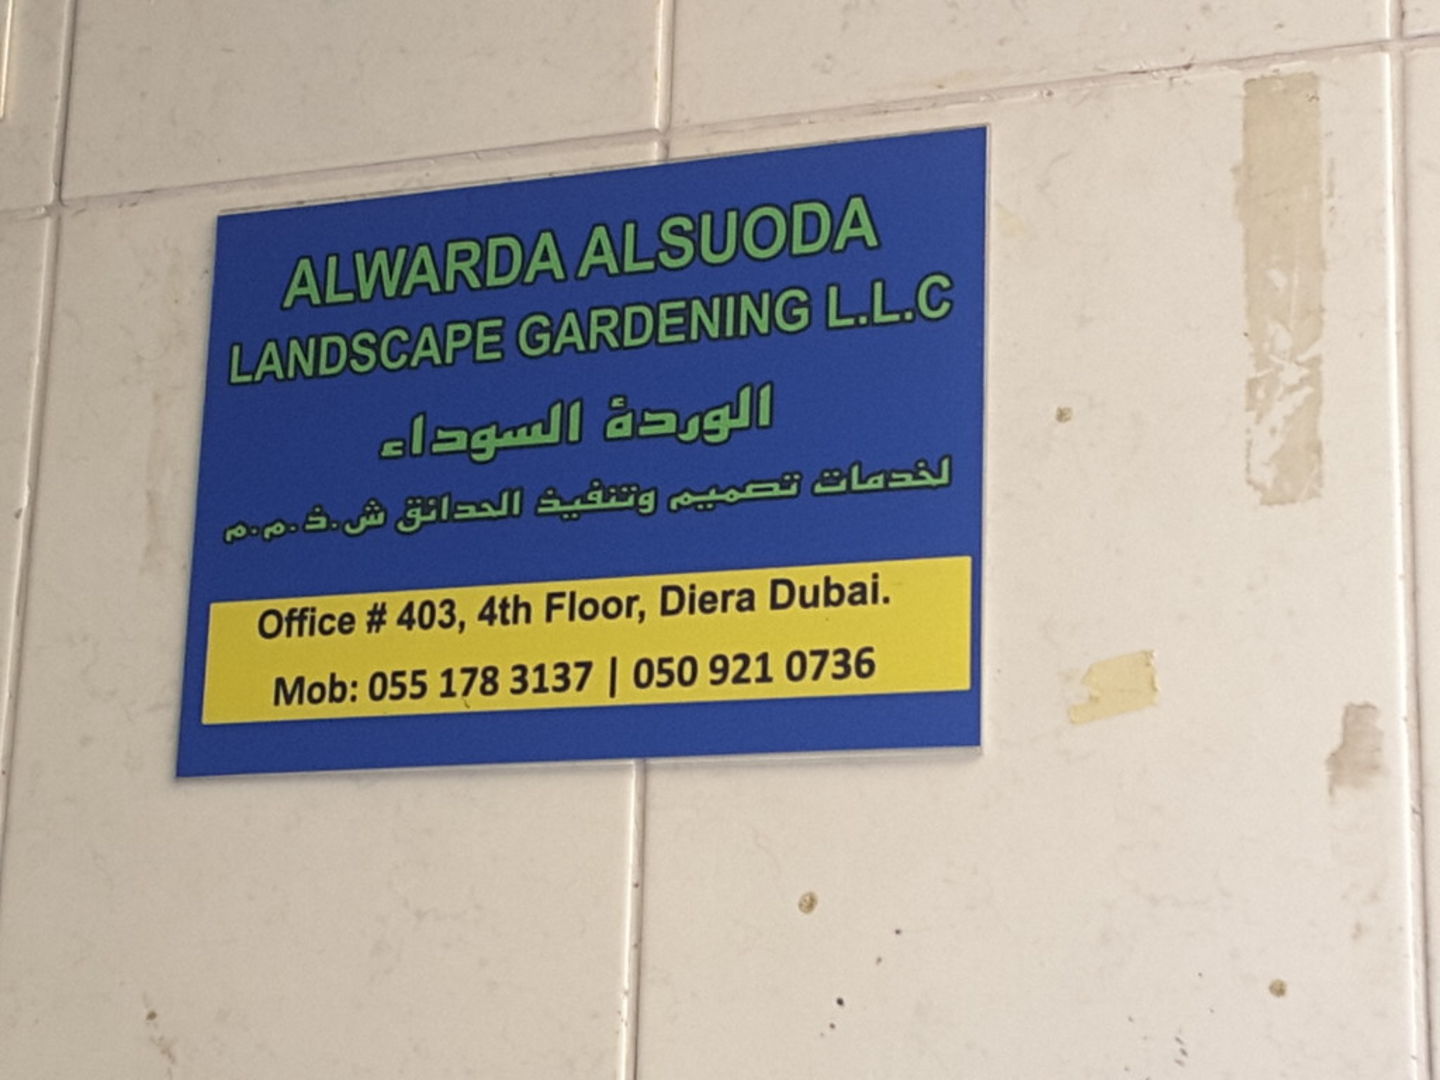 ALWARDA ALSUODA
LANDSCAPE GARDENING L.L.C
الوردة السوداء
لخدمات تصميم وتنفيذ الحدائق ش.ذ.م.م
Office # 403, 4th Floor, Diera Dubai.
Mob: 055 178 3137 | 050 921 0736